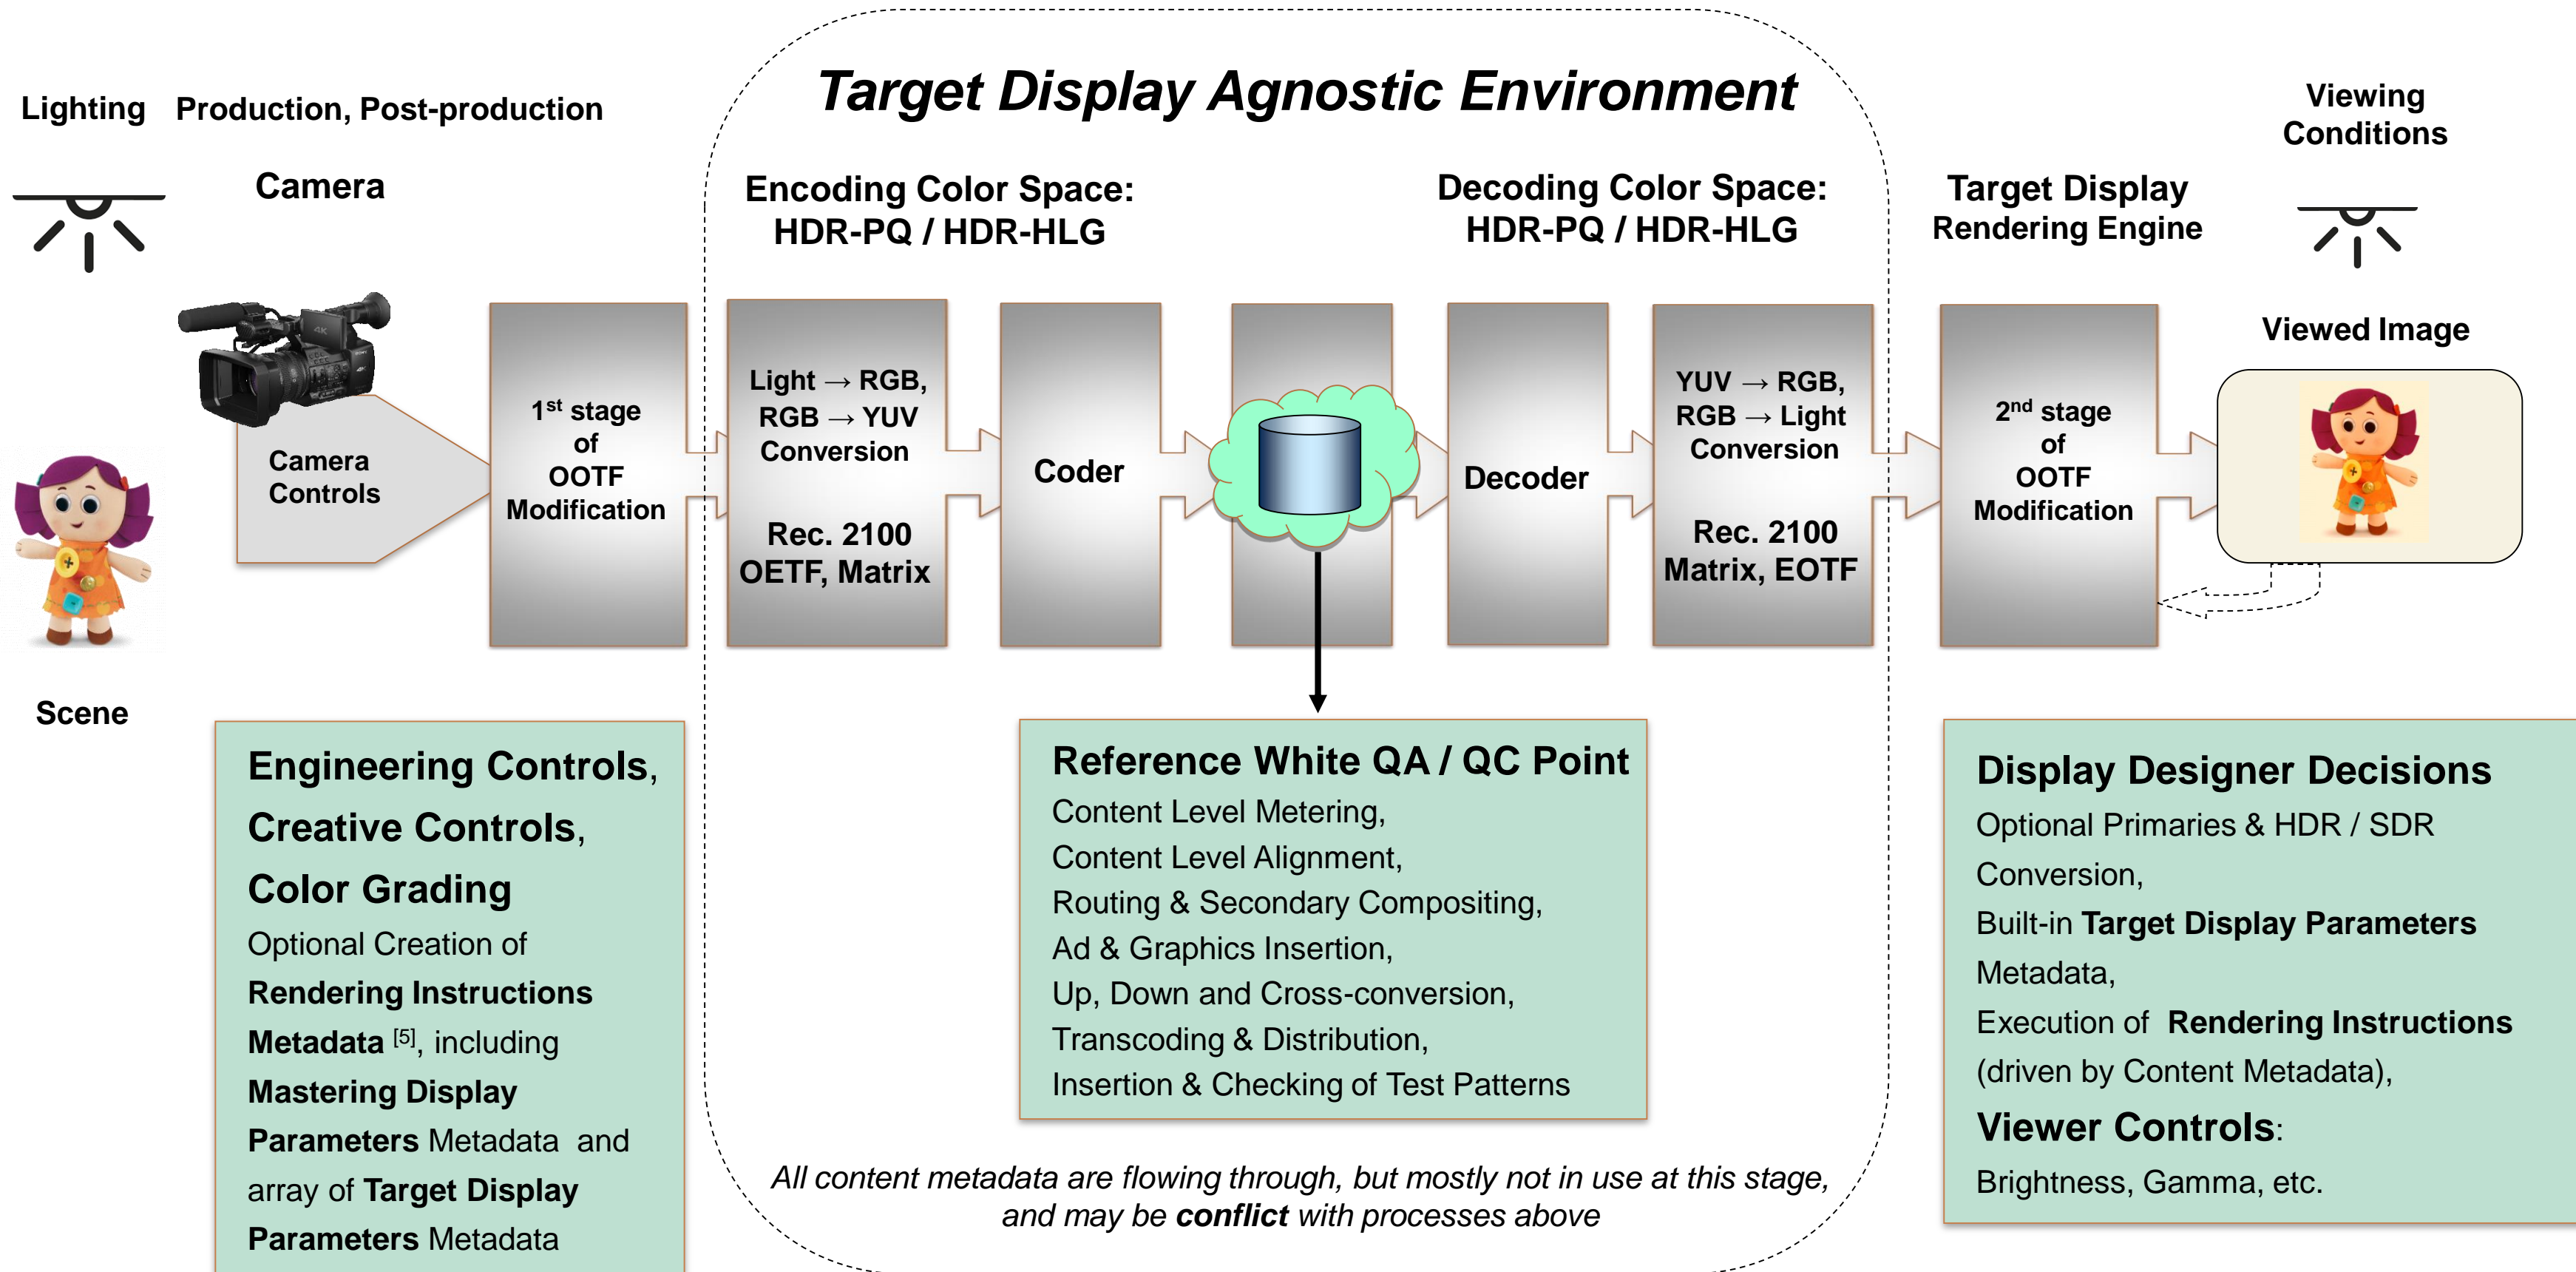 Target Display Agnostic Environment
Lighting
Production, Post-production
Camera
Encoding Color Space:
HDR-PQ / HDR-HLG
Decoding Color Space:
HDR-PQ / HDR-HLG
Target Display
Rendering Engine
Viewing
Conditions
Viewed Image
Scene
Camera
Controls
1st stage
of
OOTF
Modification
Light → RGB,
RGB → YUV
Conversion
Rec. 2100
OETF, Matrix
Coder
Decoder
YUV → RGB,
RGB → Light
Conversion
Rec. 2100
Matrix, EOTF
2nd stage
of
OOTF
Modification
4K
SONY
Engineering Controls,
Creative Controls,
Color Grading
Optional Creation of
Rendering Instructions
Metadata [5], including
Mastering Display
Parameters Metadata and
array of Target Display
Parameters Metadata
Reference White QA / QC Point
Content Level Metering,
Content Level Alignment,
Routing & Secondary Compositing,
Ad & Graphics Insertion,
Up, Down and Cross-conversion,
Transcoding & Distribution,
Insertion & Checking of Test Patterns
All content metadata are flowing through, but mostly not in use at this stage,
and may be conflict with processes above
Display Designer Decisions
Optional Primaries & HDR / SDR
Conversion,
Built-in Target Display Parameters
Metadata,
Execution of Rendering Instructions
(driven by Content Metadata),
Viewer Controls:
Brightness, Gamma, etc.